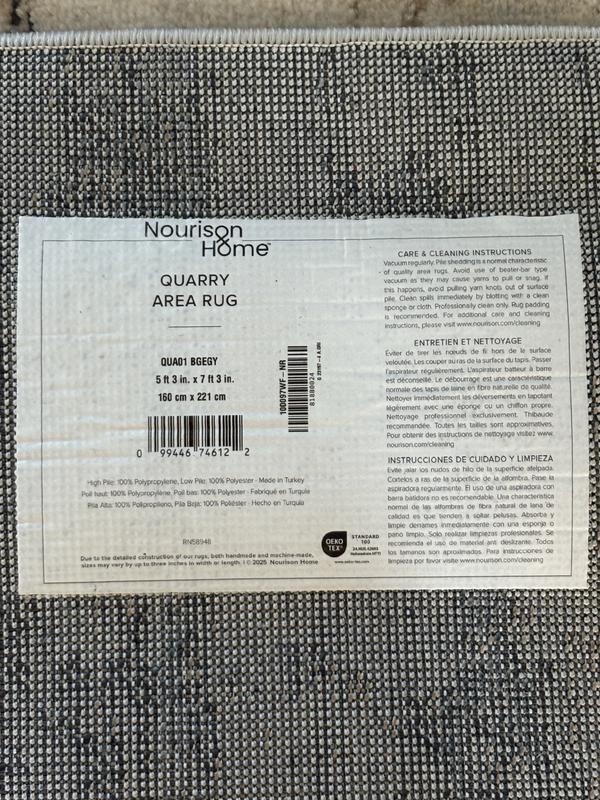 Nourison
& Home™
QUARRY
AREA RUG
QUA01 BGEGY
5 ft 3 in. x 7 ft 3 in.
160 cm x 221 cm
0 99446 74612 2
100097WF-NR
81880024
High Pile: 100% Polypropylene, Low Pile: 100% Polyester - Made in Turkey
Poil haut: 100% Polypropylène, Poil bas: 100% Polyester - Fabriqué en Turquie
Pila Alta: 100% Polipropileno, Pila Baja: 100% Poliéster - Hecho en Turquía
RN58948
Due to the detailed construction of our rugs, both handmade and machine-made,
sizes may vary by up to three inches in width or length. | © 2025 Nourison Home
OEKO
TEX®
STANDARD
100
www.oeko-tex.com
CARE & CLEANING INSTRUCTIONS
Vacuum regularly. Pile shedding is a normal characteristic
of quality area rugs. Avoid use of beater-bar type
vacuum as they may cause yarns to pull or snag. If
this happens, avoid pulling yarn knots out of surface
pile. Clean spills immediately by blotting with a clean
sponge or cloth. Professionally clean only. Rug padding
is recommended. For additional care and cleaning
instructions, please visit www.nourison.com/cleaning
ENTRETIEN ET NETTOYAGE
Éviter de tirer les nœuds de fil hors de le surface
veloutée. Les couper au ras de la surface du tapis. Passer
l'aspirateur régulièrement. L'aspirateur batteur à barre
est déconseillé. Le débourrage est une caractéristique
normale des tapis de laine en fibre naturelle de qualité.
Nettoyer immédiatement les déversements en tapotant
légèrement avec une éponge ou un chiffon propre.
Nettoyage professionnel exclusivement. Thibaude
recommandée. Toutes les tailles sont approximatives.
Pour obtenir des instructions de nettoyage visitez www.
nourison.com/cleaning
INSTRUCCIONES DE CUIDADO Y LIMPIEZA
Evite jalar los nudos de hilo de la superficie afelpada.
Córtelos a ras de la superficie de la alfombra. Pase la
aspiradora regularmente. El uso de una aspiradora con
barra batidora no es recomendable. Una característica
normal de las alfombras de fibra natural de lana de
calidad es que tienden a soltar pelusas. Absorba y
limpie derrames inmediatamente con una esponja o
paño limpio. Solo realizar limpiezas profesionales. Se
recomienda el uso de material anti deslizante. Todos
los tamaños son aproximados. Para instrucciones de
limpieza por favor visite www.nourison.com/cleaning